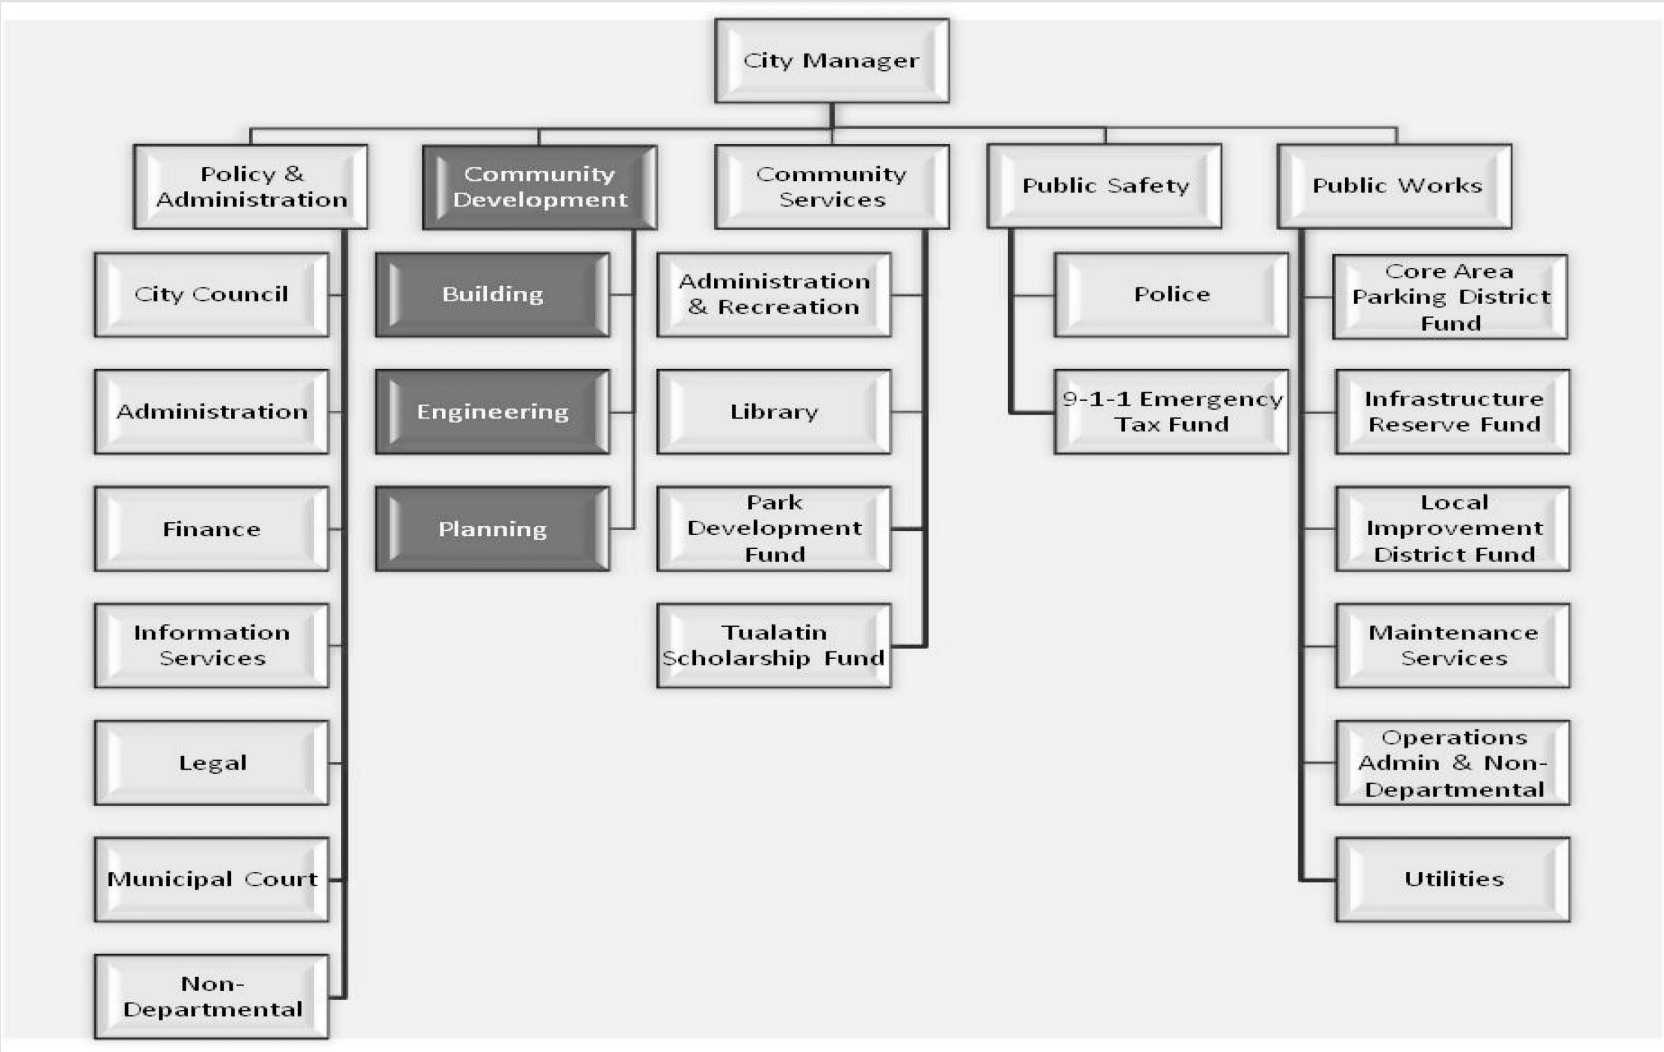 City Manager
Policy &
Administration
City Council
Administration
Finance
Information
Services
Legal
Municipal Court
Non-
Departmental
Community
Development
Building
Engineering
Planning
Community
Services
Administration
& Recreation
Library
Park
Development
Fund
Tualatin
Scholarship Fund
Public Safety
Police
9-1-1 Emergency
Tax Fund
Public Works
Core Area
Parking District
Fund
Infrastructure
Reserve Fund
Local
Improvement
District Fund
Maintenance
Services
Operations
Admin & Non-
Departmental
Utilities